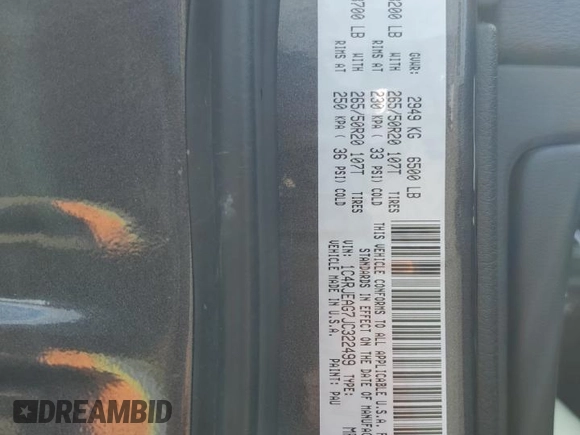 GVWR: 2949 KG 6500 LB
200 LB WITH 265/50R20 107T TIRES
RIMS AT 230 KPA ( 33 PSI) COLD
700 LB WITH 265/50R20 107T TIRES
RIMS AT 250 KPA ( 36 PSI) COLD
THIS VEHICLE CONFORMS TO ALL APPLICABLE U.S.A.
STANDARDS IN EFFECT ON THE DATE OF
VIN: 1C4RJEAG7JC322499 TYPE:
VEHICLE MADE IN U.S.A. PAINT: PAU
DREAMBID